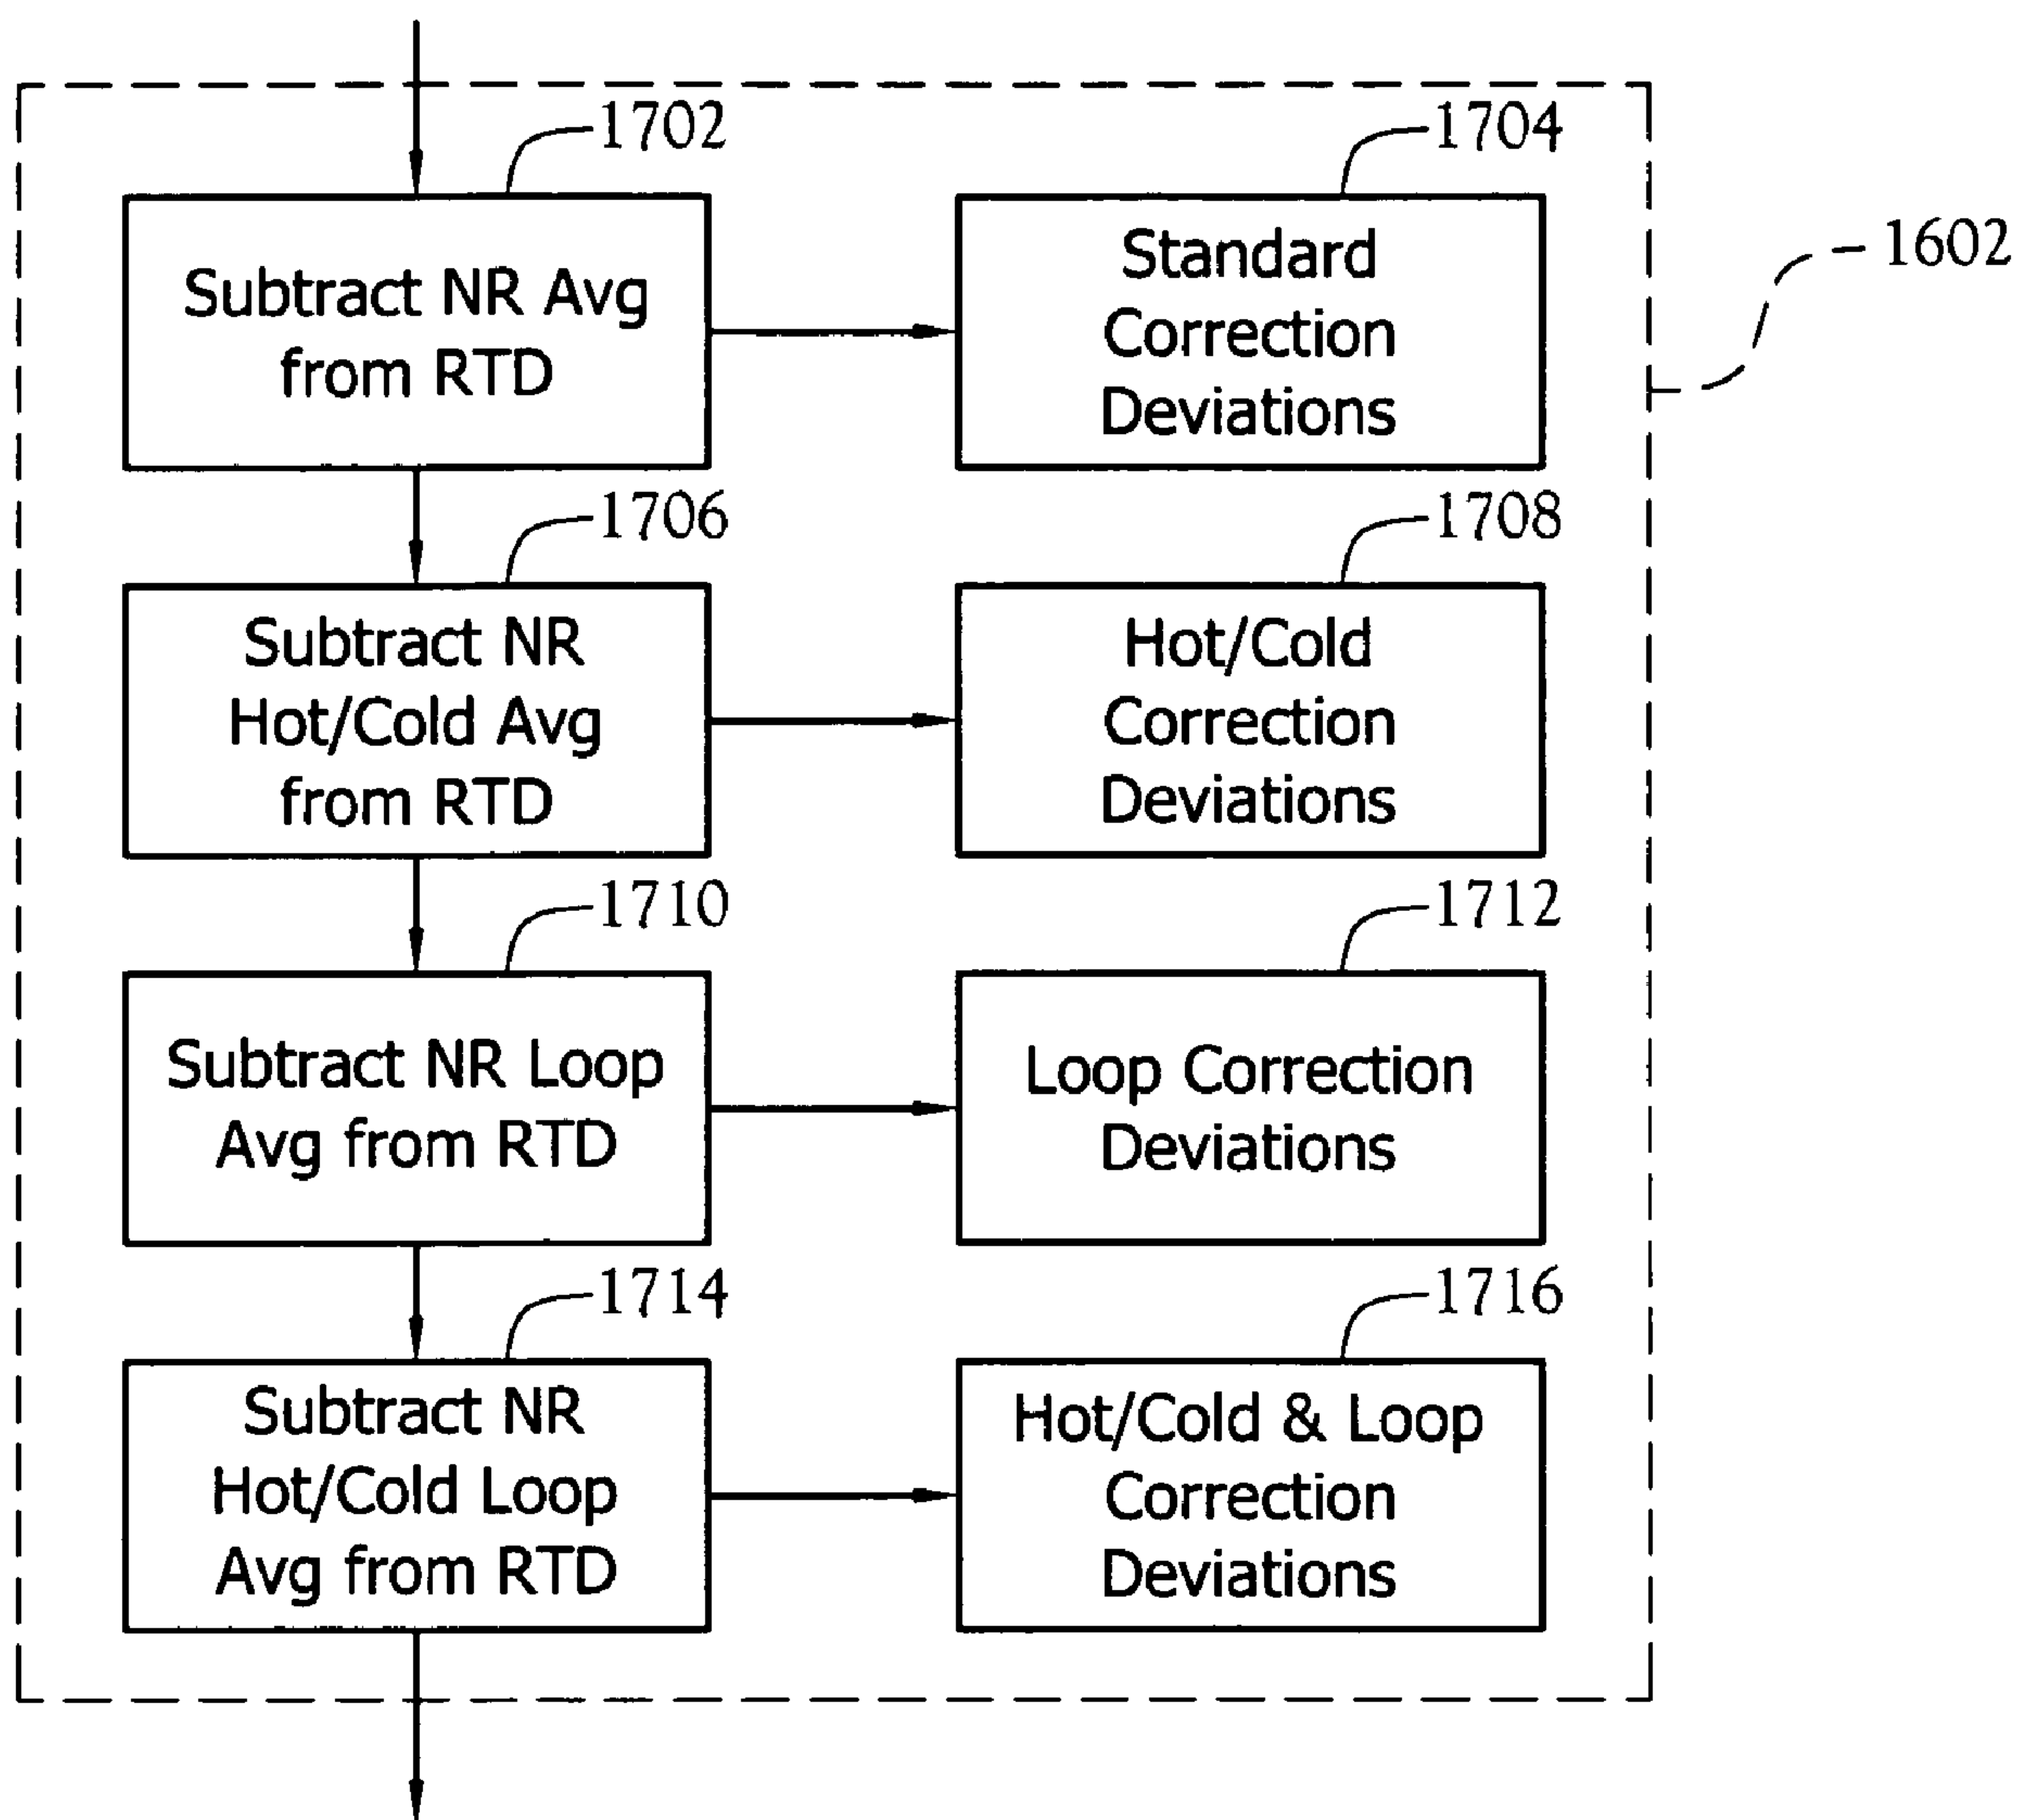 1702
1704
Subtract NR Avg
from RTD
Standard
Correction
Deviations
1602
1706
1708
Subtract NR
Hot/Cold Avg
from RTD
Hot/Cold
Correction
Deviations
1710
1712
Subtract NR Loop
Avg from RTD
Loop Correction
Deviations
1714
1716
Subtract NR
Hot/Cold Loop
Avg from RTD
Hot/Cold & Loop
Correction
Deviations